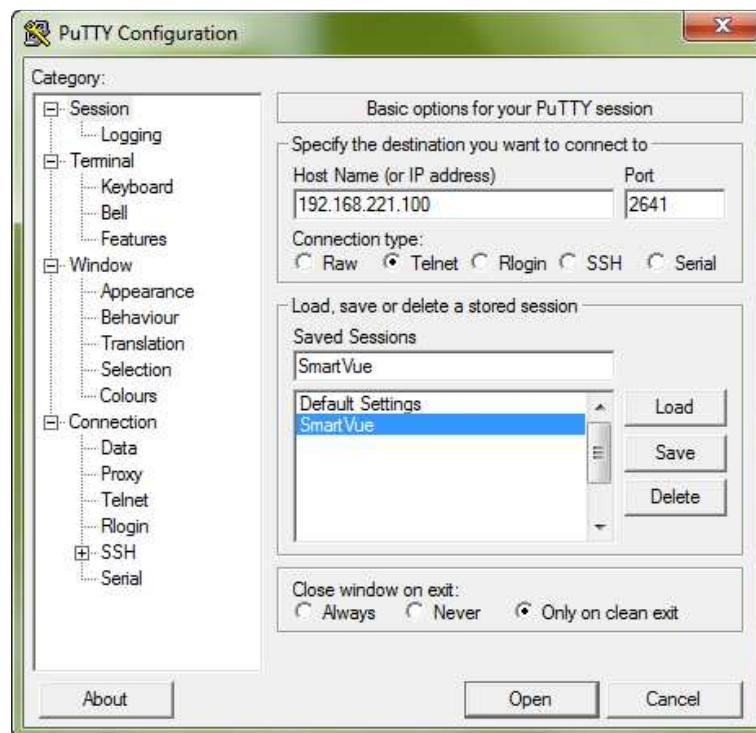 PuTTY Configuration
Category:
Session
Logging
Terminal
Keyboard
Bell
Features
Window
Appearance
Behaviour
Translation
Selection
Colours
Connection
Data
Proxy
Telnet
Rlogin
SSH
Serial
Basic options for your PuTTY session
Specify the destination you want to connect to
Host Name (or IP address) Port
192.168.221.100 2641
Connection type:
Raw Telnet Rlogin SSH Serial
Load, save or delete a stored session
Saved Sessions
SmartVue
Default Settings
SmartVue
Load
Save
Delete
Close window on exit:
Always Never Only on clean exit
About Open Cancel